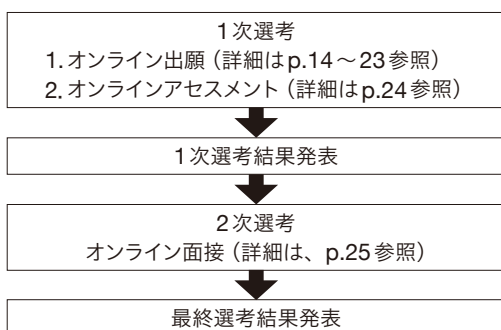 1次選考
1.オンライン出願（詳細はp.14～23参照）
2.オンラインアセスメント（詳細はp.24参照）
1次選考結果発表
2次選考
オンライン面接（詳細は、p.25参照）
最終選考結果発表